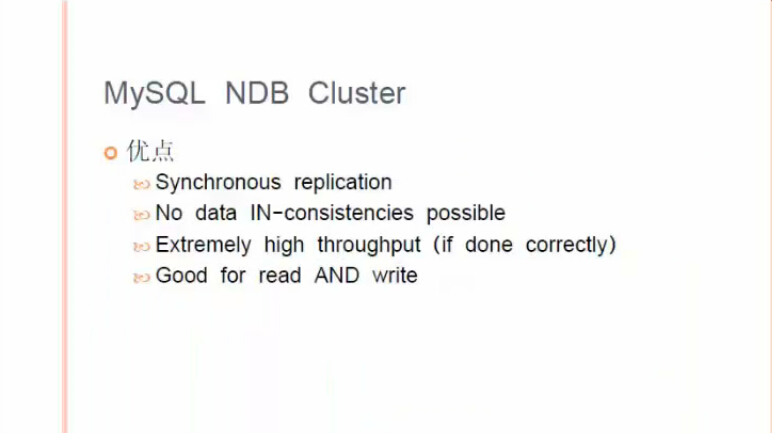 MySQL NDB Cluster
优点
Synchronous replication
No data IN-consistencies possible
Extremely high throughput (if done correctly)
Good for read AND write